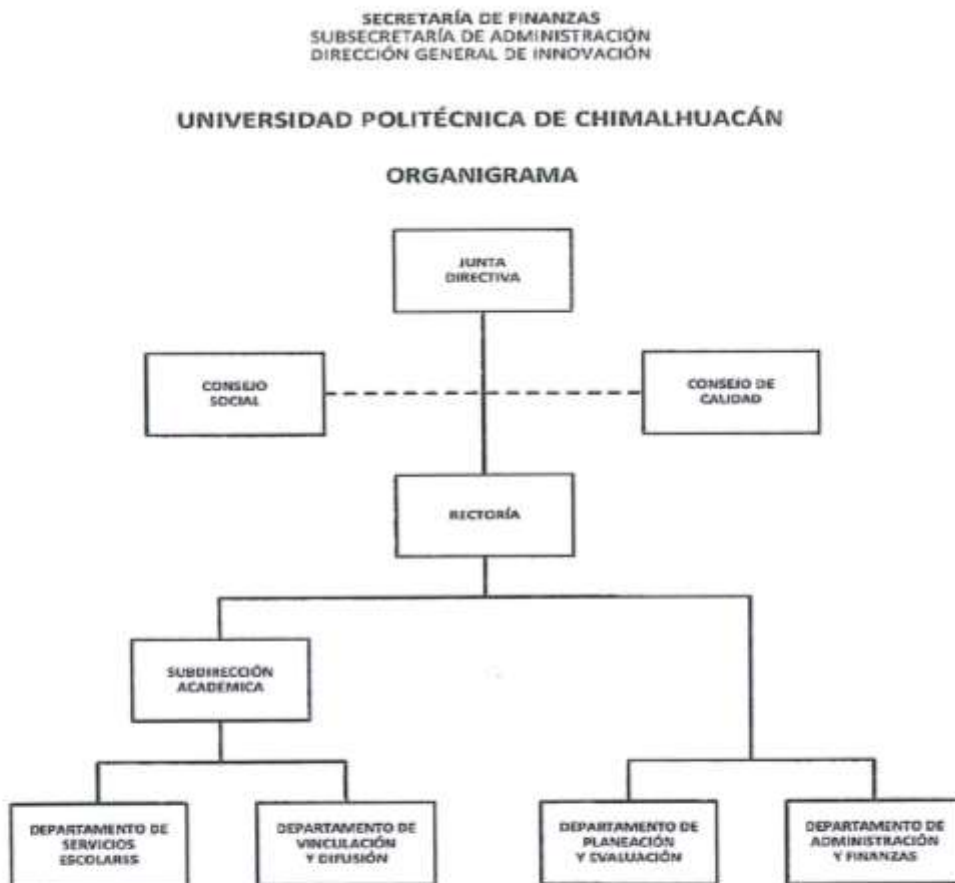 SECRETARÍA DE FINANZAS
SUBSECRETARÍA DE ADMINISTRACIÓN
DIRECCIÓN GENERAL DE INNOVACIÓN
UNIVERSIDAD POLITÉCNICA DE CHIMALHUACÁN
ORGANIGRAMA
JUNTA
DIRECTIVA
CONSEJO
SOCIAL
CONSEJO DE
CALIDAD
RECTORÍA
SUBDIRECCIÓN
ACADÉMICA
DEPARTAMENTO DE
SERVICIOS
ESCOLARES
DEPARTAMENTO DE
VINCULACIÓN
Y DIFUSIÓN
DEPARTAMENTO DE
PLANEACIÓN
Y EVALUACIÓN
DEPARTAMENTO DE
ADMINISTRACIÓN
Y FINANZAS